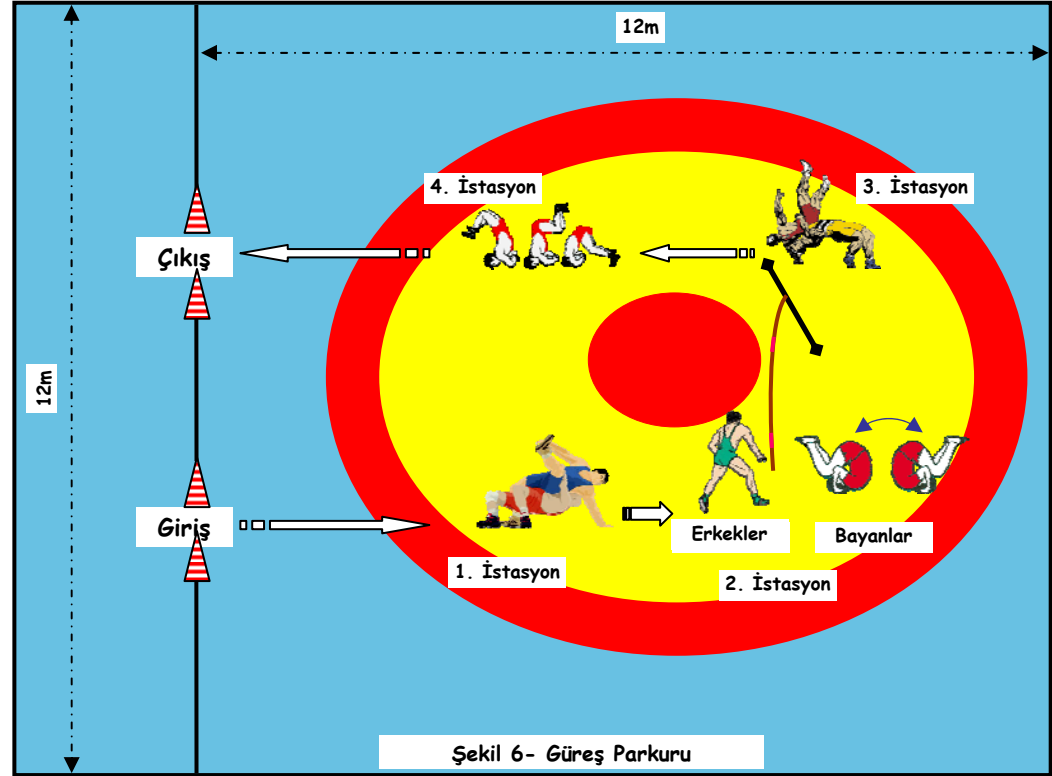 12m
4. İstasyon
3. İstasyon
Çıkış
12m
Giriş
Erkekler
Bayanlar
1. İstasyon
2. İstasyon
Şekil 6- Güreş Parkuru